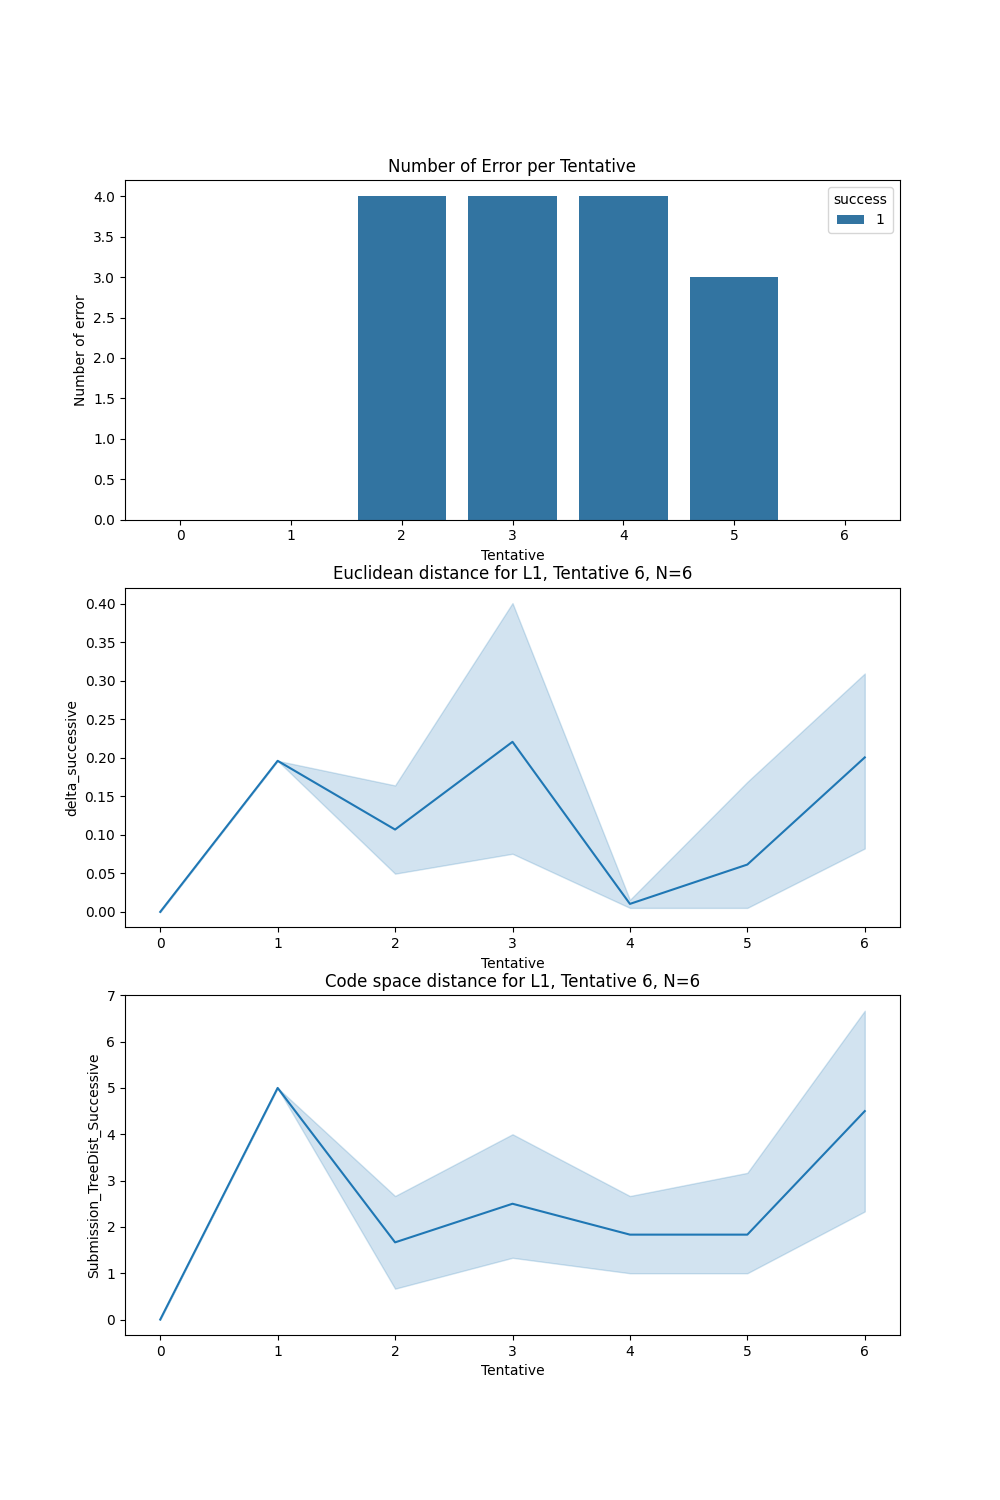 Number of Error per Tentative
success
1
4.0
3.5
3.0
2.5
2.0
1.5
1.0
0.5
0.0
Number of error
0 1 2 3 4 5 6
Tentative
Euclidean distance for L1, Tentative 6, N=6
0.40
0.35
0.30
0.25
0.20
0.15
0.10
0.05
0.00
delta_successive
0 1 2 3 4 5 6
Tentative
Code space distance for L1, Tentative 6, N=6
7
6
5
4
3
2
1
0
Submission_TreeDist_Successive
0 1 2 3 4 5 6
Tentative